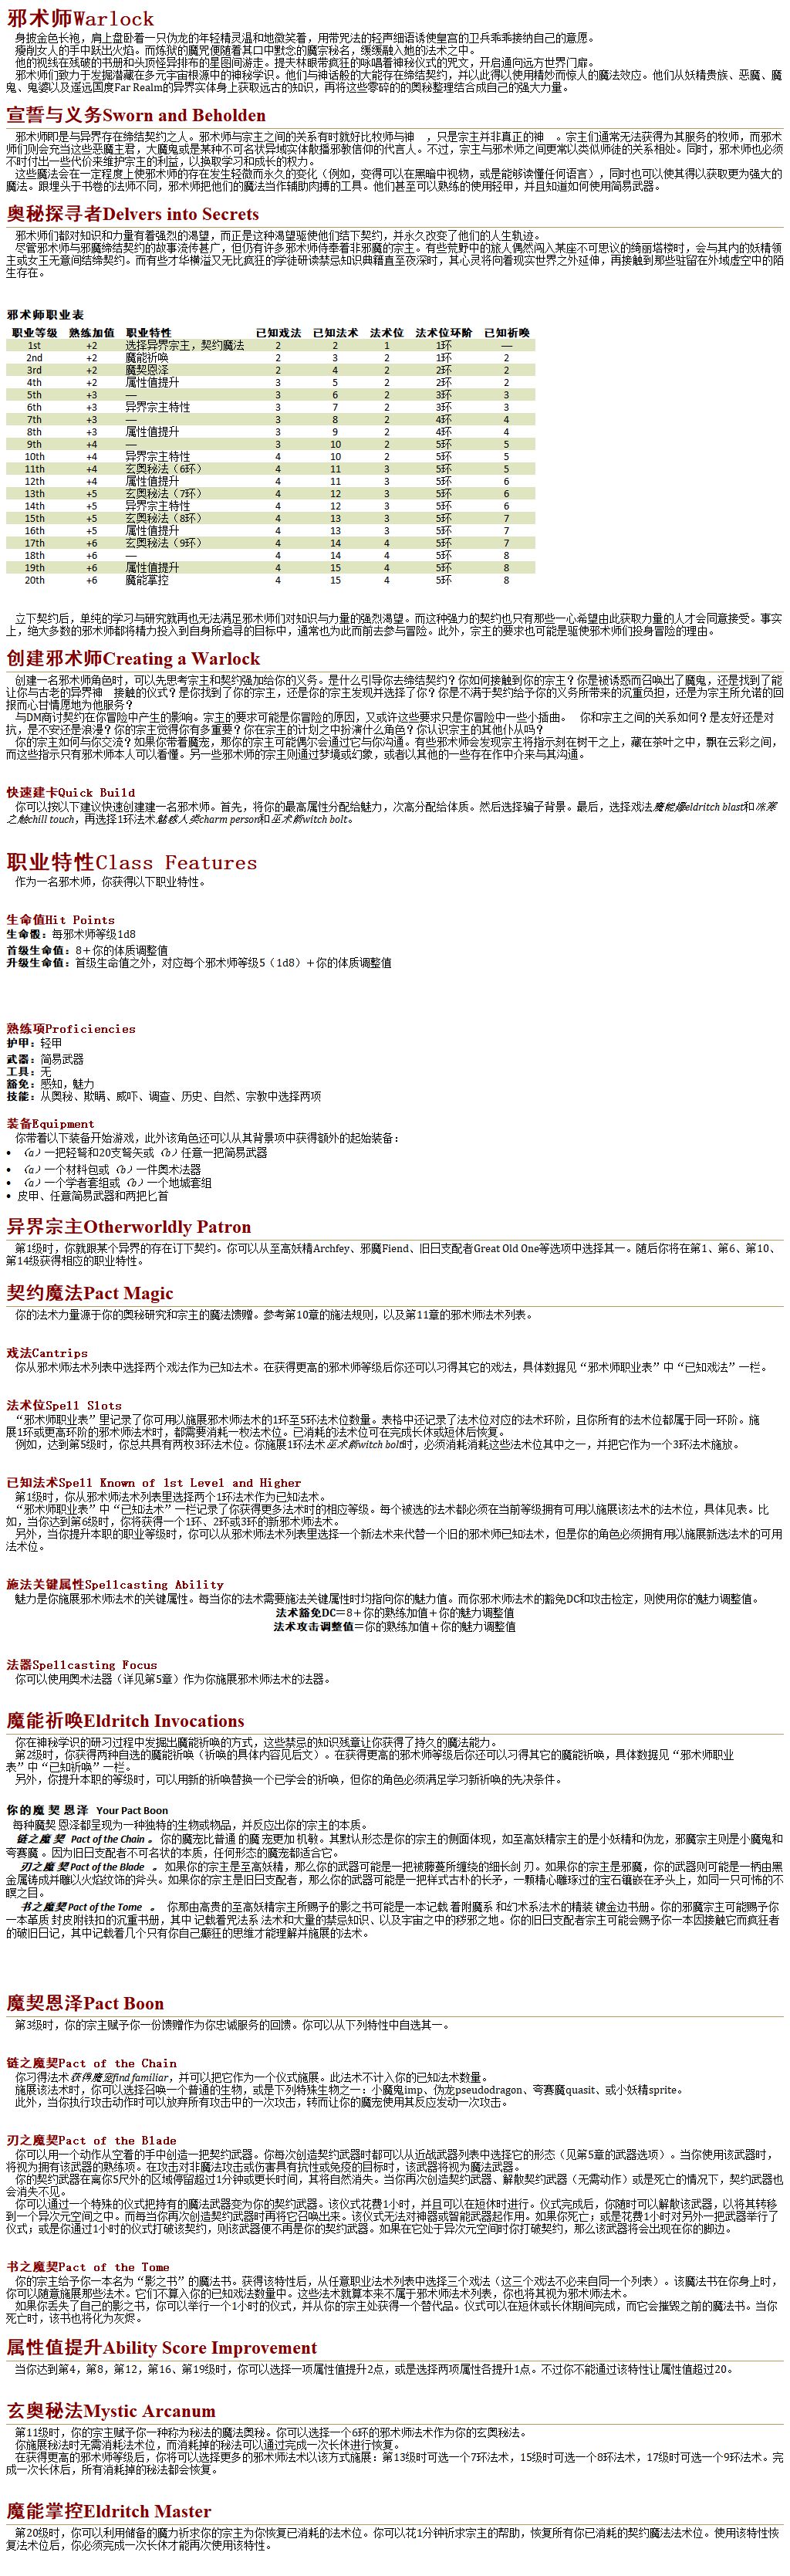 邪术师Warlock
身披金色长袍，肩上盘卧着一只伪龙的年轻精灵温和地微笑着，用带咒法的轻声细语诱使皇宫的卫兵乖乖接纳自己的意愿。
瘦削女人的手中跃出火焰。而炼狱的魔咒便随着其口中默念的魔宗秘名，缓缓融入她的法术之中。
他的视线在残破的书册和头顶怪异排布的星图间游走。提夫林眼带疯狂的咏唱着神秘仪式的咒文，开启通向远方世界门扉。
邪术师们致力于发掘潜藏在多元宇宙根源中的神秘学识。他们与神话般的大能存在缔结契约，并以此得以使用精妙而惊人的魔法效应。他们从妖精贵族、恶魔、魔
鬼、鬼婆以及遥远国度Far Realm的异界实体身上获取远古的知识，再将这些零碎的的奥秘整理结合成自己的强大力量。
宣誓与义务Sworn and Beholden
邪术师即是与异界存在缔结契约之人。邪术师与宗主之间的关系有时就好比牧师与神　，只是宗主并非真正的神　。宗主们通常无法获得为其服务的牧师，而邪术
师们则会充当这些恶魔主君，大魔鬼或是某种不可名状异域实体散播邪教信仰的代言人。不过，宗主与邪术师之间更常以类似师徒的关系相处。同时，邪术师也必须
不时付出一些代价来维护宗主的利益，以换取学习和成长的权力。
这些魔法会在一定程度上使邪术师的存在发生轻微而永久的变化（例如，变得可以在黑暗中视物，或是能够读懂任何语言），同时也可以使其得以获取更为强大的
魔法。跟埋头于书卷的法师不同，邪术师把他们的魔法当作辅助肉搏的工具。他们甚至可以熟练的使用轻甲，并且知道如何使用简易武器。
奥秘探寻者Delvers into Secrets
邪术师们都对知识和力量有着强烈的渴望，而正是这种渴望驱使他们结下契约，并永久改变了他们的人生轨迹。
尽管邪术师与邪魔缔结契约的故事流传甚广，但仍有许多邪术师侍奉着非邪魔的宗主。有些荒野中的旅人偶然闯入某座不可思议的绮丽塔楼时，会与其内的妖精领
主或女王无意间结缔契约。而有些才华横溢又无比疯狂的学徒研读禁忌知识典籍直至夜深时，其心灵将向着现实世界之外延伸，再接触到那些驻留在外域虚空中的陌
生存在。
邪术师职业表
职业等级 熟练加值 职业特性 已知戏法 已知法术 法术位 法术位环阶 已知祈唤
1st +2 选择异界宗主，契约魔法 2 2 1 1环 —
2nd +2 魔能祈唤 2 3 2 1环 2
3rd +2 魔契恩泽 2 4 2 2环 2
4th +2 属性值提升 3 5 2 2环 2
5th +3 — 3 6 2 3环 3
6th +3 异界宗主特性 3 7 2 3环 3
7th +3 — 3 8 2 4环 4
8th +3 属性值提升 3 9 2 4环 4
9th +4 — 3 10 2 5环 5
10th +4 异界宗主特性 4 10 2 5环 5
11th +4 玄奥秘法（6环） 4 11 3 5环 5
12th +4 属性值提升 4 11 3 5环 6
13th +5 玄奥秘法（7环） 4 12 3 5环 6
14th +5 异界宗主特性 4 12 3 5环 6
15th +5 玄奥秘法（8环） 4 13 3 5环 7
16th +5 属性值提升 4 13 3 5环 7
17th +6 玄奥秘法（9环） 4 14 4 5环 7
18th +6 — 4 14 4 5环 8
19th +6 属性值提升 4 15 4 5环 8
20th +6 魔能掌控 4 15 4 5环 8
立下契约后，单纯的学习与研究就再也无法满足邪术师们对知识与力量的强烈渴望。而这种强力的契约也只有那些一心希望由此获取力量的人才会同意接受。事实
上，绝大多数的邪术师都将精力投入到自身所追寻的目标中，通常也为此而前去参与冒险。此外，宗主的要求也可能是驱使邪术师们投身冒险的理由。
创建邪术师Creating a Warlock
创建一名邪术师角色时，可以先思考宗主和契约强加给你的义务。是什么引导你去缔结契约？你如何接触到你的宗主？你是被诱惑而召唤出了魔鬼，还是找到了能
让你与古老的异界神　接触的仪式？是你找到了你的宗主，还是你的宗主发现并选择了你？你是不满于契约给予你的义务所带来的沉重负担，还是为宗主所允诺的回
报而心甘情愿地为他服务？
与DM商讨契约在你冒险中产生的影响。宗主的要求可能是你冒险的原因，又或许这些要求只是你冒险中一些小插曲。　你和宗主之间的关系如何？是友好还是对
抗，是不安还是浪漫？你的宗主觉得你有多重要？你在宗主的计划之中扮演什么角色？你认识宗主的其他仆从吗？
你的宗主如何与你交流？如果你带着魔宠，那你的宗主可能偶尔会通过它与你沟通。有些邪术师会发现宗主将指示刻在树干之上，藏在茶叶之中，飘在云彩之间，
而这些指示只有邪术师本人可以看懂。另一些邪术师的宗主则通过梦境或幻象，或者以其他的一些存在作中介来与其沟通。
快速建卡Quick Build
你可以按以下建议快速创建建一名邪术师。首先，将你的最高属性分配给魅力，次高分配给体质。然后选择骗子背景。最后，选择戏法魔能爆eldritch blast和冻寒
之触chill touch，再选择1环法术魅惑人类charm person和巫术箭witch bolt。
职业特性Class Features
作为一名邪术师，你获得以下职业特性。
生命值Hit Points
生命骰：每邪术师等级1d8
首级生命值：8＋你的体质调整值
升级生命值：首级生命值之外，对应每个邪术师等级5（1d8）＋你的体质调整值
熟练项Proficiencies
护甲：轻甲
武器：简易武器
工具：无
豁免：感知，魅力
技能：从奥秘、欺瞒、威吓、调查、历史、自然、宗教中选择两项
装备Equipment
你带着以下装备开始游戏，此外该角色还可以从其背景项中获得额外的起始装备：
• （a）一把轻弩和20支弩矢或（b）任意一把简易武器
• （a）一个材料包或（b）一件奥术法器
• （a）一个学者套组或（b）一个地城套组
• 皮甲、任意简易武器和两把匕首
异界宗主Otherworldly Patron
第1级时，你就跟某个异界的存在订下契约。你可以从至高妖精Archfey、邪魔Fiend、旧日支配者Great Old One等选项中选择其一。随后你将在第1、第6、第10、
第14级获得相应的职业特性。
契约魔法Pact Magic
你的法术力量源于你的奥秘研究和宗主的魔法馈赠。参考第10章的施法规则，以及第11章的邪术师法术列表。
戏法Cantrips
你从邪术师法术列表中选择两个戏法作为已知法术。在获得更高的邪术师等级后你还可以习得其它的戏法，具体数据见“邪术师职业表”中“已知戏法”一栏。
法术位Spell Slots
“邪术师职业表”里记录了你可用以施展邪术师法术的1环至5环法术位数量。表格中还记录了法术位对应的法术环阶，且你所有的法术位都属于同一环阶。施
展1环或更高环阶的邪术师法术时，都需要消耗一枚法术位。已消耗的法术位可在完成长休或短休后恢复。
例如，达到第5级时，你总共具有两枚3环法术位。你施展1环法术巫术箭witch bolt时，必须消耗消耗这些法术位其中之一，并把它作为一个3环法术施放。
已知法术Spell Known of 1st Level and Higher
第1级时，你从邪术师法术列表里选择两个1环法术作为已知法术。
“邪术师职业表”中“已知法术”一栏记录了你获得更多法术时的相应等级。每个被选的法术都必须在当前等级拥有可用以施展该法术的法术位，具体见表。比
如，当你达到第6级时，你将获得一个1环、2环或3环的新邪术师法术。
另外，当你提升本职的职业等级时，你可以从邪术师法术列表里选择一个新法术来代替一个旧的邪术师已知法术，但是你的角色必须拥有用以施展新选法术的可用
法术位。
施法关键属性Spellcasting Ability
魅力是你施展邪术师法术的关键属性。每当你的法术需要施法关键属性时均指向你的魅力值。而你邪术师法术的豁免DC和攻击检定，则使用你的魅力调整值。
法术豁免DC＝8＋你的熟练加值＋你的魅力调整值
法术攻击调整值＝你的熟练加值＋你的魅力调整值
法器Spellcasting Focus
你可以使用奥术法器（详见第5章）作为你施展邪术师法术的法器。
魔能祈唤Eldritch Invocations
你在神秘学识的研习过程中发掘出魔能祈唤的方式，这些禁忌的知识残章让你获得了持久的魔法能力。
第2级时，你获得两种自选的魔能祈唤（祈唤的具体内容见后文）。在获得更高的邪术师等级后你还可以习得其它的魔能祈唤，具体数据见“邪术师职业
表”中“已知祈唤”一栏。
另外，你提升本职的等级时，可以用新的祈唤替换一个已学会的祈唤，但你的角色必须满足学习新祈唤的先决条件。
你的魔契恩泽 Your Pact Boon
每种魔契恩泽都呈现为一种独特的生物或物品，并反应出你的宗主的本质。
链之魔契 Pact of the Chain 。你的魔宠比普通的魔宠更加机敏。其默认形态是你的宗主的侧面体现，如至高妖精宗主的是小妖精和伪龙，邪魔宗主则是小魔鬼和
夸赛魔 。因为旧日支配者不可名状的本质，任何形态的魔宠都适合它。
刃之魔契Pact of the Blade 。如果你的宗主是至高妖精，那么你的武器可能是一把被藤蔓所缠绕的细长剑刃。如果你的宗主是邪魔，你的武器则可能是一柄由黑
金属铸成并雕以火焰纹饰的斧头。如果你的宗主是旧日支配者，那么你的武器可能是一把样式古朴的长矛，一颗精心雕琢过的宝石镶嵌在矛头上，如同一只可怖的不
瞑之目。
书之魔契Pact of the Tome 。 你那由高贵的至高妖精宗主所赐予的影之书可能是一本记载着附魔系和幻术系法术的精装镀金边书册。你的邪魔宗主可能赐予你
一本革质封皮附铁扣的沉重书册，其中记载着咒法系法术和大量的禁忌知识、以及宇宙之中的秽邪之地。你的旧日支配者宗主可能会赐予你一本因接触它而疯狂者
的破旧日记，其中记载着几个只有你自己癫狂的思维才能理解并施展的法术。
魔契恩泽Pact Boon
第3级时，你的宗主赋予你一份馈赠作为你忠诚服务的回馈。你可以从下列特性中自选其一。
链之魔契Pact of the Chain
你习得法术获得魔宠find familiar，并可以把它作为一个仪式施展。此法术不计入你的已知法术数量。
施展该法术时，你可以选择召唤一个普通的生物，或是下列特殊生物之一：小魔鬼imp、伪龙pseudodragon、夸赛魔quasit、或小妖精sprite。
此外，当你执行攻击动作时可以放弃所有攻击中的一次攻击，转而让你的魔宠使用其反应发动一次攻击。
刃之魔契Pact of the Blade
你可以用一个动作从空着的手中创造一把契约武器。你每次创造契约武器时都可以从近战武器列表中选择它的形态（见第5章的武器选项）。当你使用该武器时，
将视为拥有该武器的熟练项。在攻击对非魔法攻击或伤害具有抗性或免疫的目标时，该武器将视为魔法武器。
你的契约武器在离你5尺外的区域停留超过1分钟或更长时间，其将自然消失。当你再次创造契约武器、解散契约武器（无需动作）或是死亡的情况下，契约武器也
会消失不见。
你可以通过一个特殊的仪式把持有的魔法武器变为你的契约武器。该仪式花费1小时，并且可以在短休时进行。仪式完成后，你随时可以解散该武器，以将其转移
到一个异次元空间之中。而每当你再次创造契约武器时再将它召唤出来。该仪式无法对神器或智能武器起作用。如果你死亡；或是花费1小时对另外一把武器举行了
仪式；或是你通过1小时的仪式打破该契约，则该武器便不再是你的契约武器。如果在它处于异次元空间时你打破契约，那么该武器将会出现在你的脚边。
书之魔契Pact of the Tome
你的宗主给予你一本名为“影之书”的魔法书。获得该特性后，从任意职业法术列表中选择三个戏法（这三个戏法不必来自同一个列表）。该魔法书在你身上时，
你可以随意施展那些法术。它们不算入你的已知戏法数量中。这些法术就算本来不属于邪术师法术列表，你也将其视为邪术师法术。
如果你丢失了自己的影之书，你可以举行一个1小时的仪式，并从你的宗主处获得一个替代品。仪式可以在短休或长休期间完成，而它会摧毁之前的魔法书。当你
死亡时，该书也将化为灰烬。
属性值提升Ability Score Improvement
当你达到第4，第8，第12，第16、第19级时，你可以选择一项属性值提升2点，或是选择两项属性各提升1点。不过你不能通过该特性让属性值超过20。
玄奥秘法Mystic Arcanum
第11级时，你的宗主赋予你一种称为秘法的魔法奥秘。你可以选择一个6环的邪术师法术作为你的玄奥秘法。
你施展秘法时无需消耗法术位，而消耗掉的秘法可以通过完成一次长休进行恢复。
在获得更高的邪术师等级后，你将可以选择更多的邪术师法术以该方式施展：第13级时可选一个7环法术，15级时可选一个8环法术，17级时可选一个9环法术。完
成一次长休后，所有消耗掉的秘法都会恢复。
魔能掌控Eldritch Master
第20级时，你可以利用储备的魔力祈求你的宗主为你恢复已消耗的法术位。你可以花1分钟祈求宗主的帮助，恢复所有你已消耗的契约魔法法术位。使用该特性恢
复法术位后，你必须完成一次长休才能再次使用该特性。